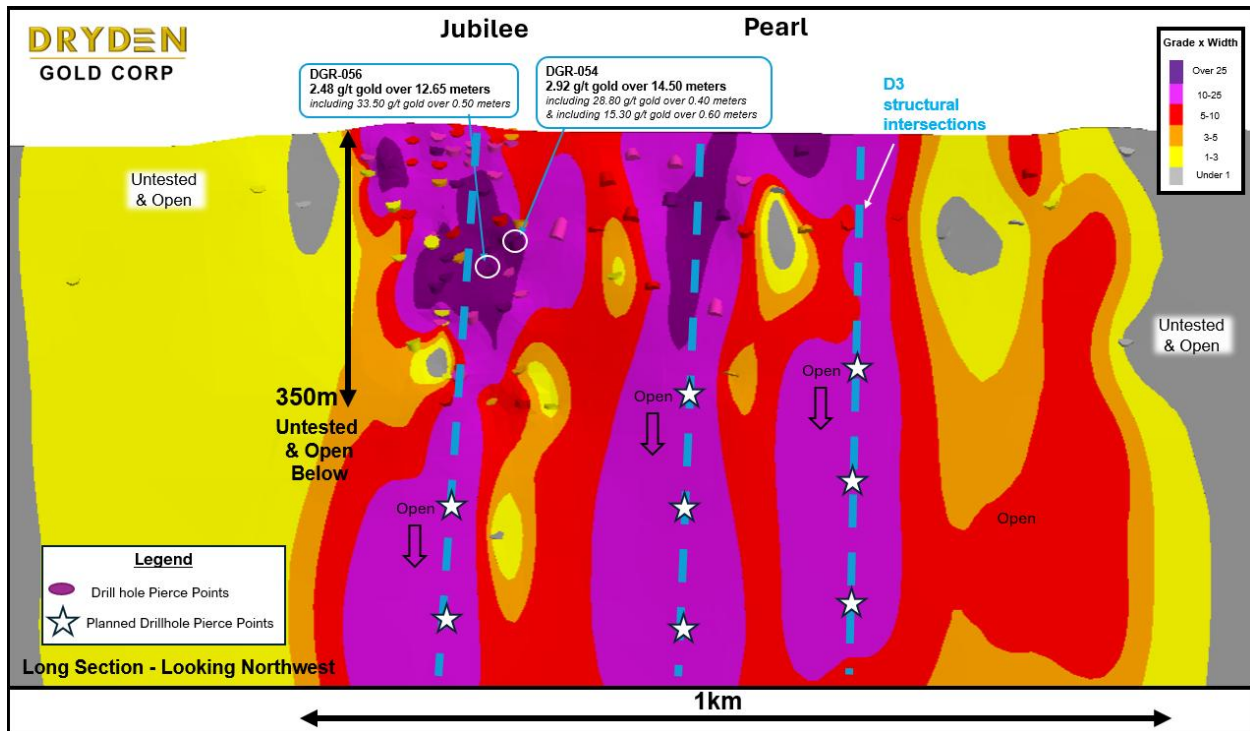 DRYDEN
GOLD CORP
Jubilee
Pearl
DGR-056
2.48 g/t gold over 12.65 meters
including 33.50 g/t gold over 0.50 meters
DGR-054
2.92 g/t gold over 14.50 meters
including 28.80 g/t gold over 0.40 meters
& including 15.30 g/t gold over 0.60 meters
D3
structural
intersections
Grade x Width
Over 25
10-25
5-10
3-5
1-3
Under 1
Untested
& Open
Untested
& Open
350m
Untested
& Open
Below
Open
Open
Open
Open
Legend
Drill hole Pierce Points
Planned Drillhole Pierce Points
Long Section - Looking Northwest
1km